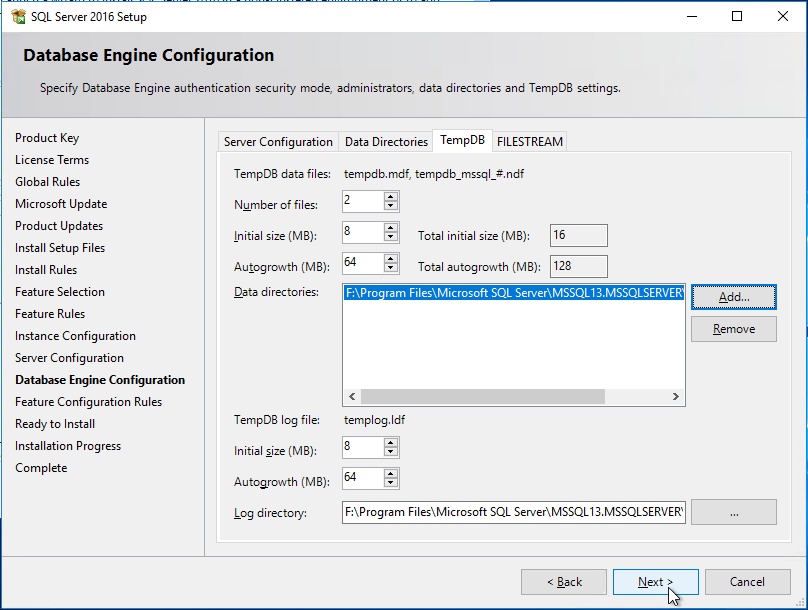 SQL Server 2016 Setup
Database Engine Configuration
Specify Database Engine authentication security mode, administrators, data directories and TempDB settings.
Product Key
License Terms
Global Rules
Microsoft Update
Product Updates
Install Setup Files
Install Rules
Feature Selection
Feature Rules
Instance Configuration
Server Configuration
Database Engine Configuration
Feature Configuration Rules
Ready to Install
Installation Progress
Complete
Server Configuration Data Directories TempDB FILESTREAM
TempDB data files: tempdb.mdf, tempdb_mssql_#.ndf
Number of files: 2
Initial size (MB): 8 Total initial size (MB): 16
Autogrowth (MB): 64 Total autogrowth (MB): 128
Data directories: F:\Program Files\Microsoft SQL Server\MSSQL13.MSSQLSERVER\ Add...
Remove
TempDB log file: templog.ldf
Initial size (MB): 8
Autogrowth (MB): 64
Log directory: F:\Program Files\Microsoft SQL Server\MSSQL13.MSSQLSERVER\ ...
< Back Next > Cancel